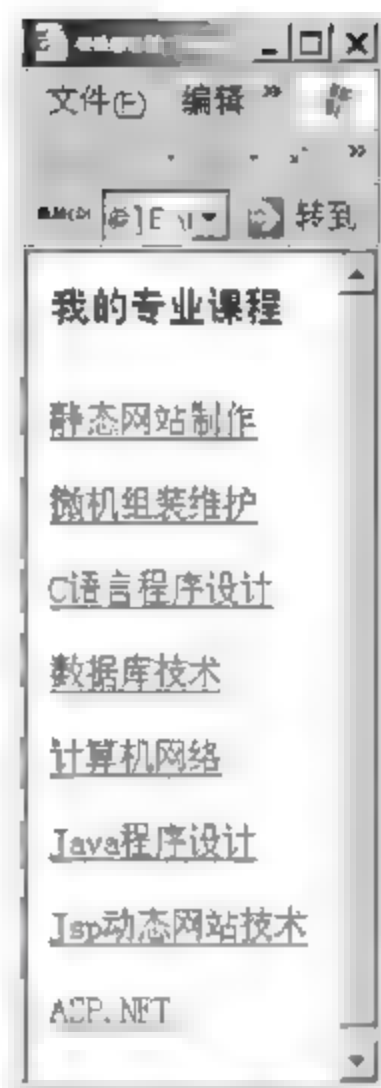 文件(F) 编辑 »
»
转到
我的专业课程
静态网站制作
微机组装维护
C语言程序设计
数据库技术
计算机网络
Java程序设计
Jsp动态网站技术
ASP.NET